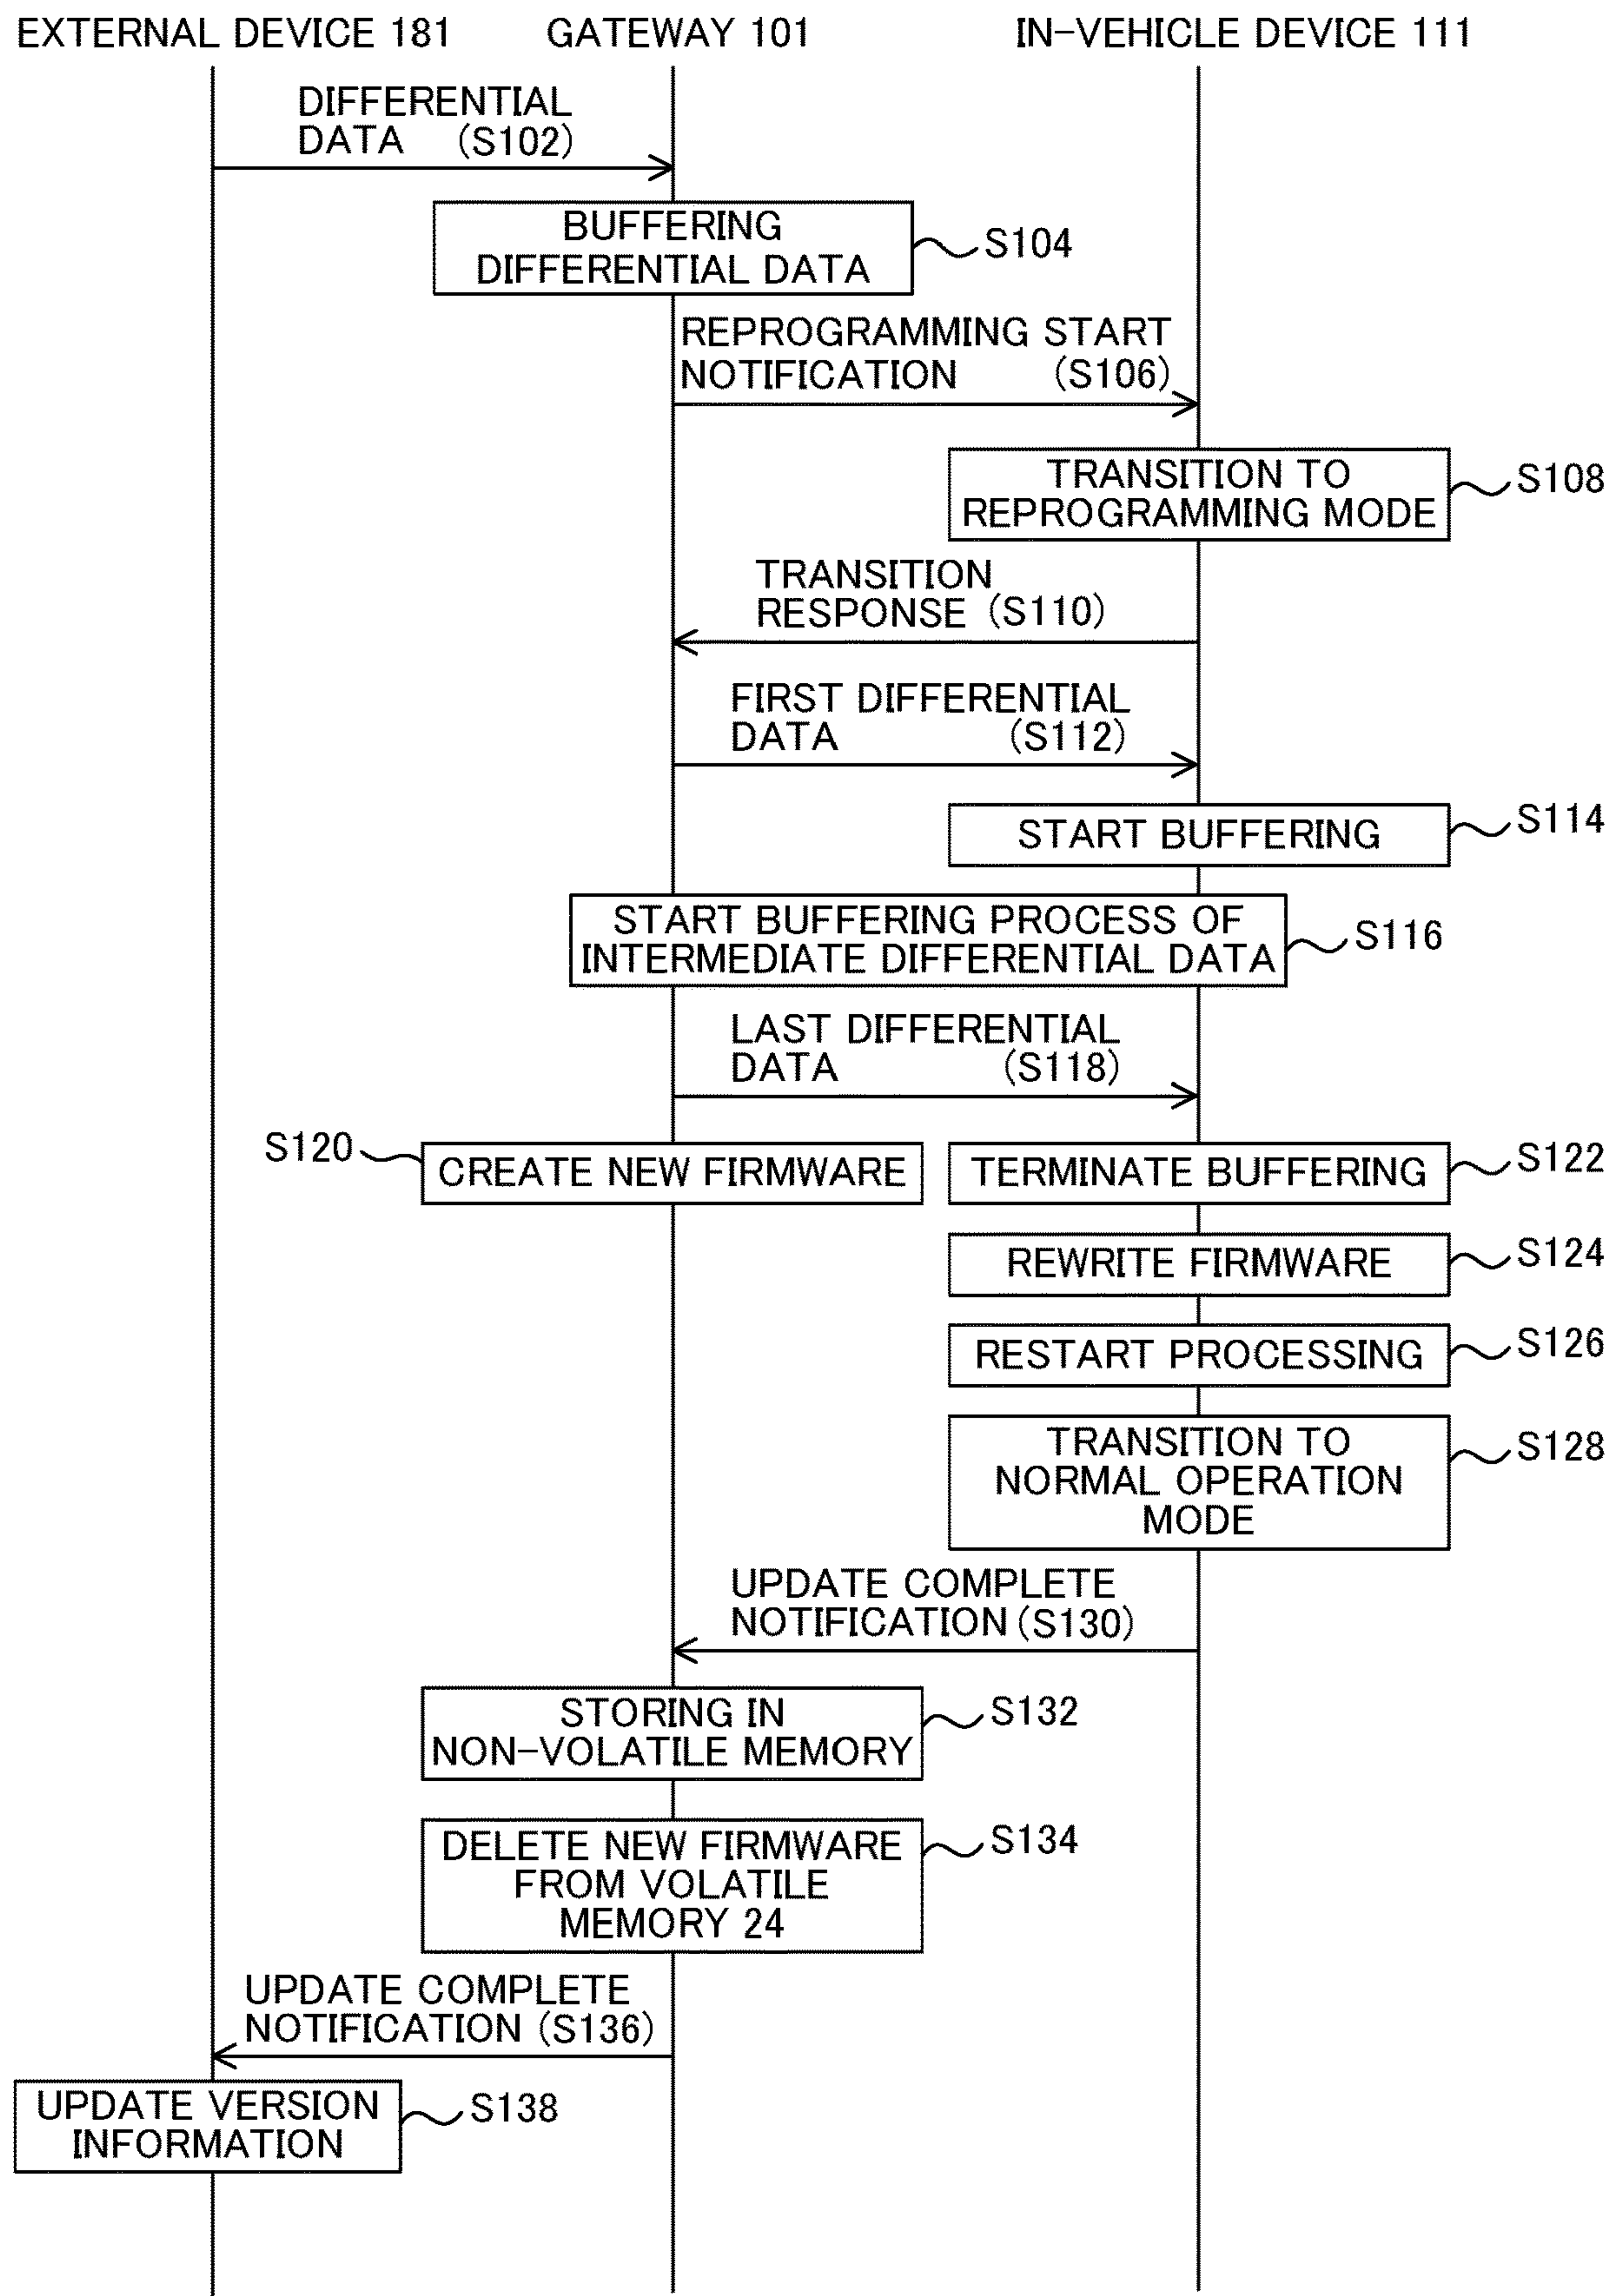 EXTERNAL DEVICE 181
GATEWAY 101
IN-VEHICLE DEVICE 111
DIFFERENTIAL
DATA (S102)
BUFFERING
DIFFERENTIAL DATA
S104
REPROGRAMMING START
NOTIFICATION (S106)
TRANSITION TO
REPROGRAMMING MODE
S108
TRANSITION
RESPONSE (S110)
FIRST DIFFERENTIAL
DATA (S112)
START BUFFERING
S114
START BUFFERING PROCESS OF
INTERMEDIATE DIFFERENTIAL DATA
S116
LAST DIFFERENTIAL
DATA (S118)
S120
CREATE NEW FIRMWARE
TERMINATE BUFFERING
S122
REWRITE FIRMWARE
S124
RESTART PROCESSING
S126
TRANSITION TO
NORMAL OPERATION
MODE
S128
UPDATE COMPLETE
NOTIFICATION (S130)
STORING IN
NON-VOLATILE MEMORY
S132
DELETE NEW FIRMWARE
FROM VOLATILE
MEMORY 24
S134
UPDATE COMPLETE
NOTIFICATION (S136)
UPDATE VERSION
INFORMATION
S138